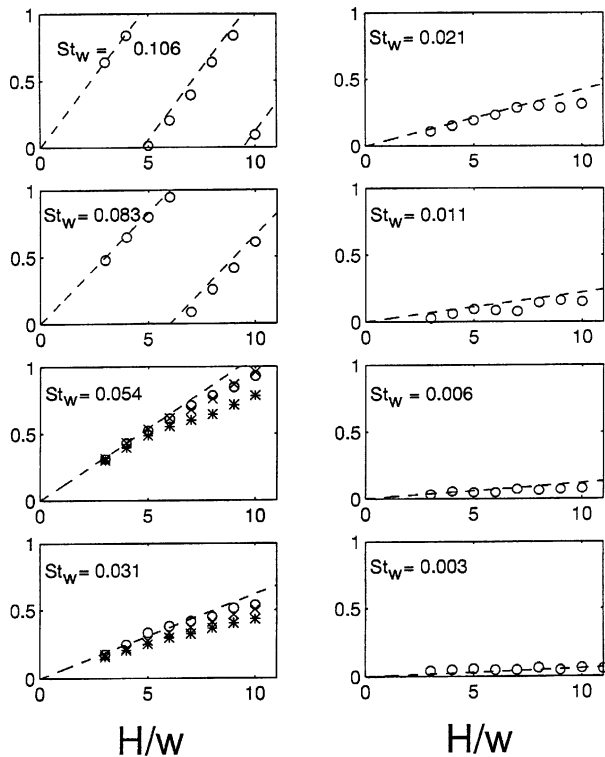 1
St_w = 0.106
0.5
0
0 5 10
1
St_w = 0.083
0.5
0
0 5 10
1
St_w = 0.054
0.5
0
0 5 10
1
St_w = 0.031
0.5
0
0 5 10
H/w
1
St_w = 0.021
0.5
0
0 5 10
1
St_w = 0.011
0.5
0
0 5 10
1
St_w = 0.006
0.5
0
0 5 10
1
St_w = 0.003
0.5
0
0 5 10
H/w